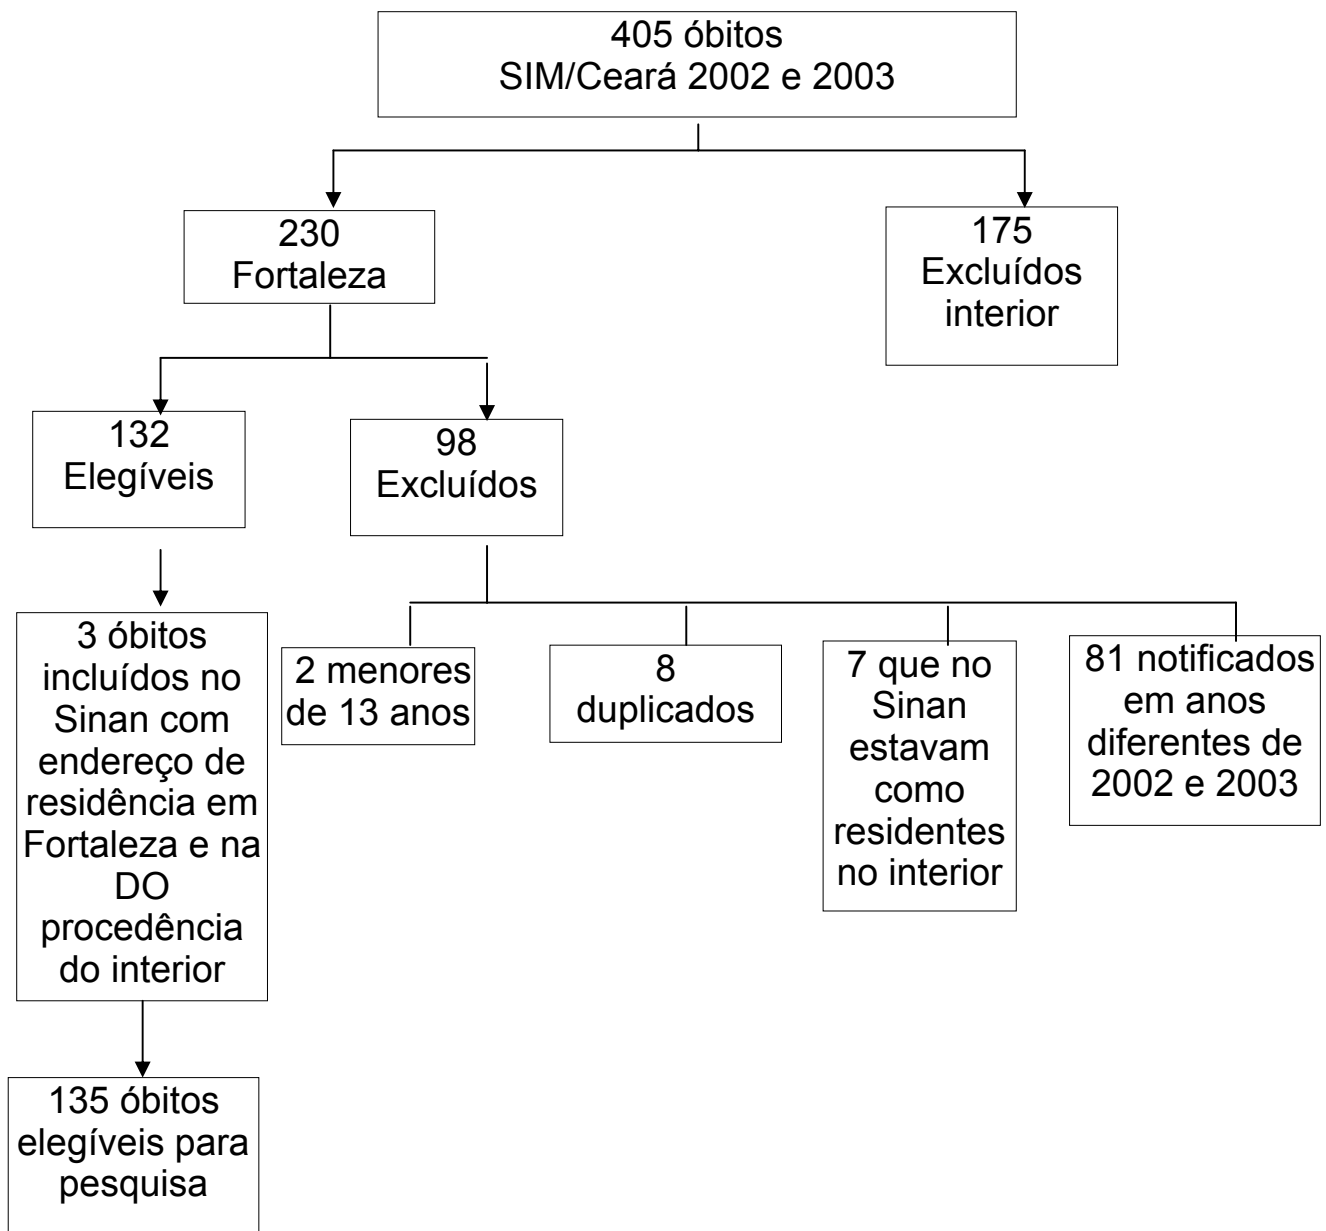 405 óbitos
SIM/Ceará 2002 e 2003
230
Fortaleza
175
Excluídos
interior
132
Elegíveis
98
Excluídos
3 óbitos
incluídos no
Sinan com
endereço de
residência em
Fortaleza e na
DO
procedência
do interior
2 menores
de 13 anos
8
duplicados
7 que no
Sinan
estavam
como
residentes
no interior
81 notificados
em anos
diferentes de
2002 e 2003
135 óbitos
elegíveis para
pesquisa